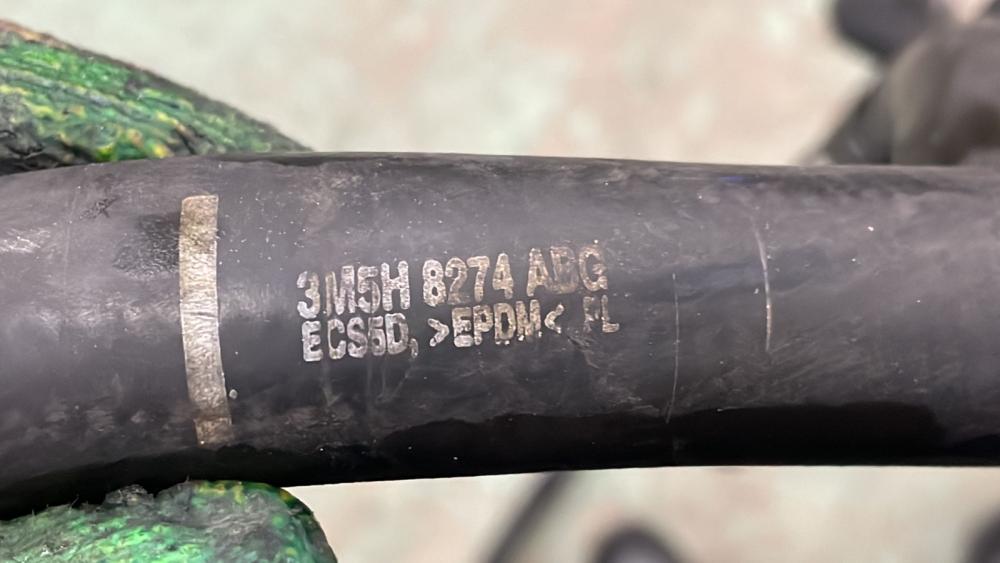 3M5H 8274 ABG
ECS5D, >EPDM< FL